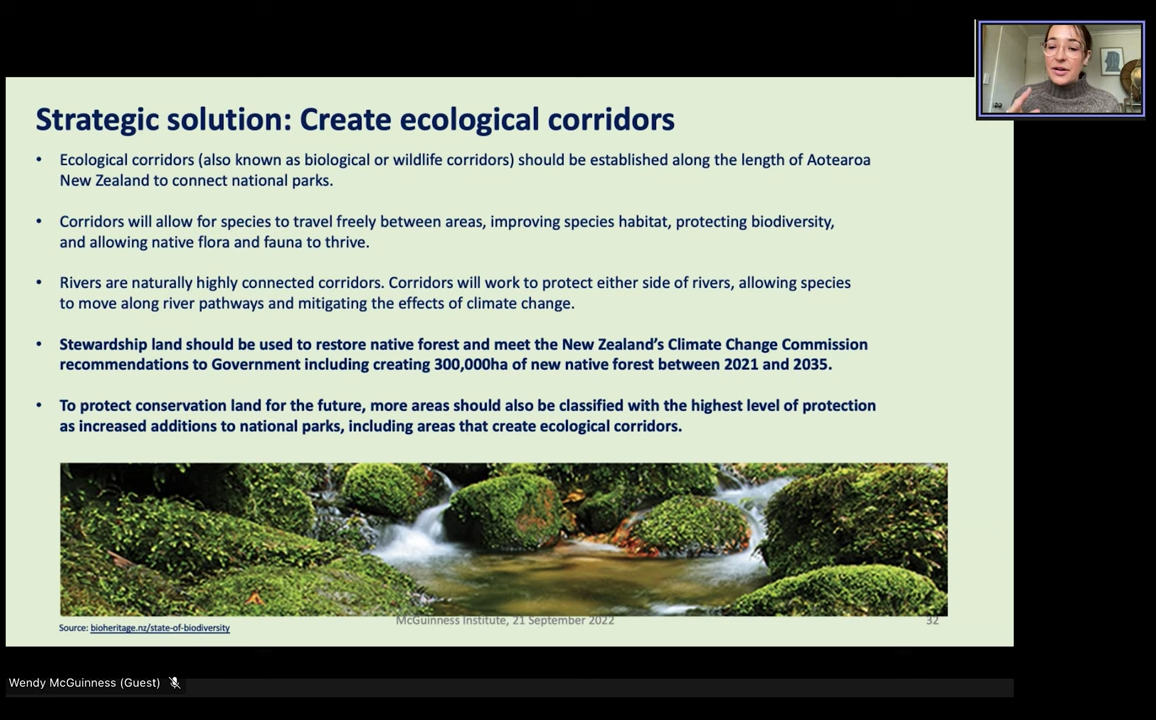 Strategic solution: Create ecological corridors
• Ecological corridors (also known as biological or wildlife corridors) should be established along the length of Aotearoa
New Zealand to connect national parks.
• Corridors will allow for species to travel freely between areas, improving species habitat, protecting biodiversity,
and allowing native flora and fauna to thrive.
• Rivers are naturally highly connected corridors. Corridors will work to protect either side of rivers, allowing species
to move along river pathways and mitigating the effects of climate change.
• Stewardship land should be used to restore native forest and meet the New Zealand’s Climate Change Commission
recommendations to Government including creating 300,000ha of new native forest between 2021 and 2035.
• To protect conservation land for the future, more areas should also be classified with the highest level of protection
as increased additions to national parks, including areas that create ecological corridors.
McGuinness Institute, 21 September 2022
32
Source: bioheritage.nz/state-of-biodiversity
Wendy McGuinness (Guest)